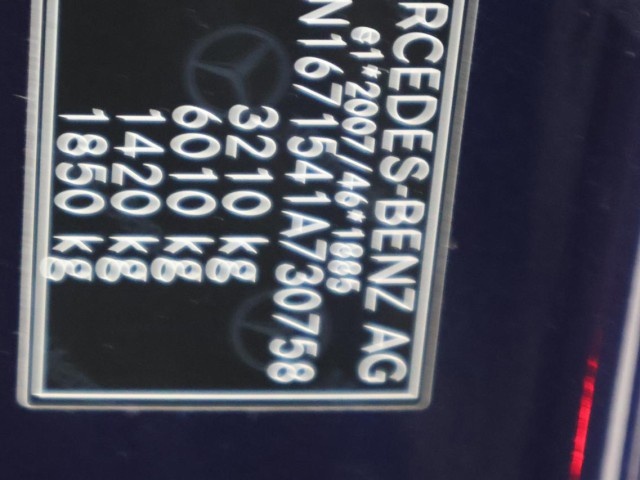 RCEDES-BENZ AG
e1*2007/46*1885
N1671541A730758
3210 kg
6010 kg
1420 kg
1850 kg